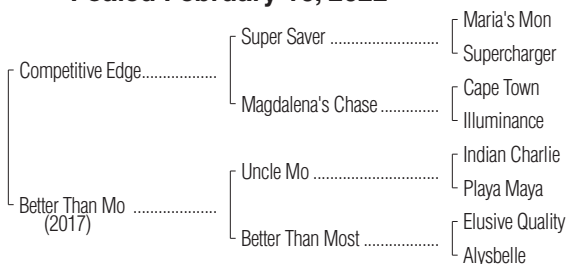 Foaled February 2022
Maria's Mon
Super Saver ..........................
Supercharger
Competitive Edge.................
Cape Town
Magdalena's Chase ..............
Illuminance
Indian Charlie
Uncle Mo ..............................
Playa Maya
Better Than Mo ...................
(2017)
Elusive Quality
Better Than Most ..................
Alysbelle